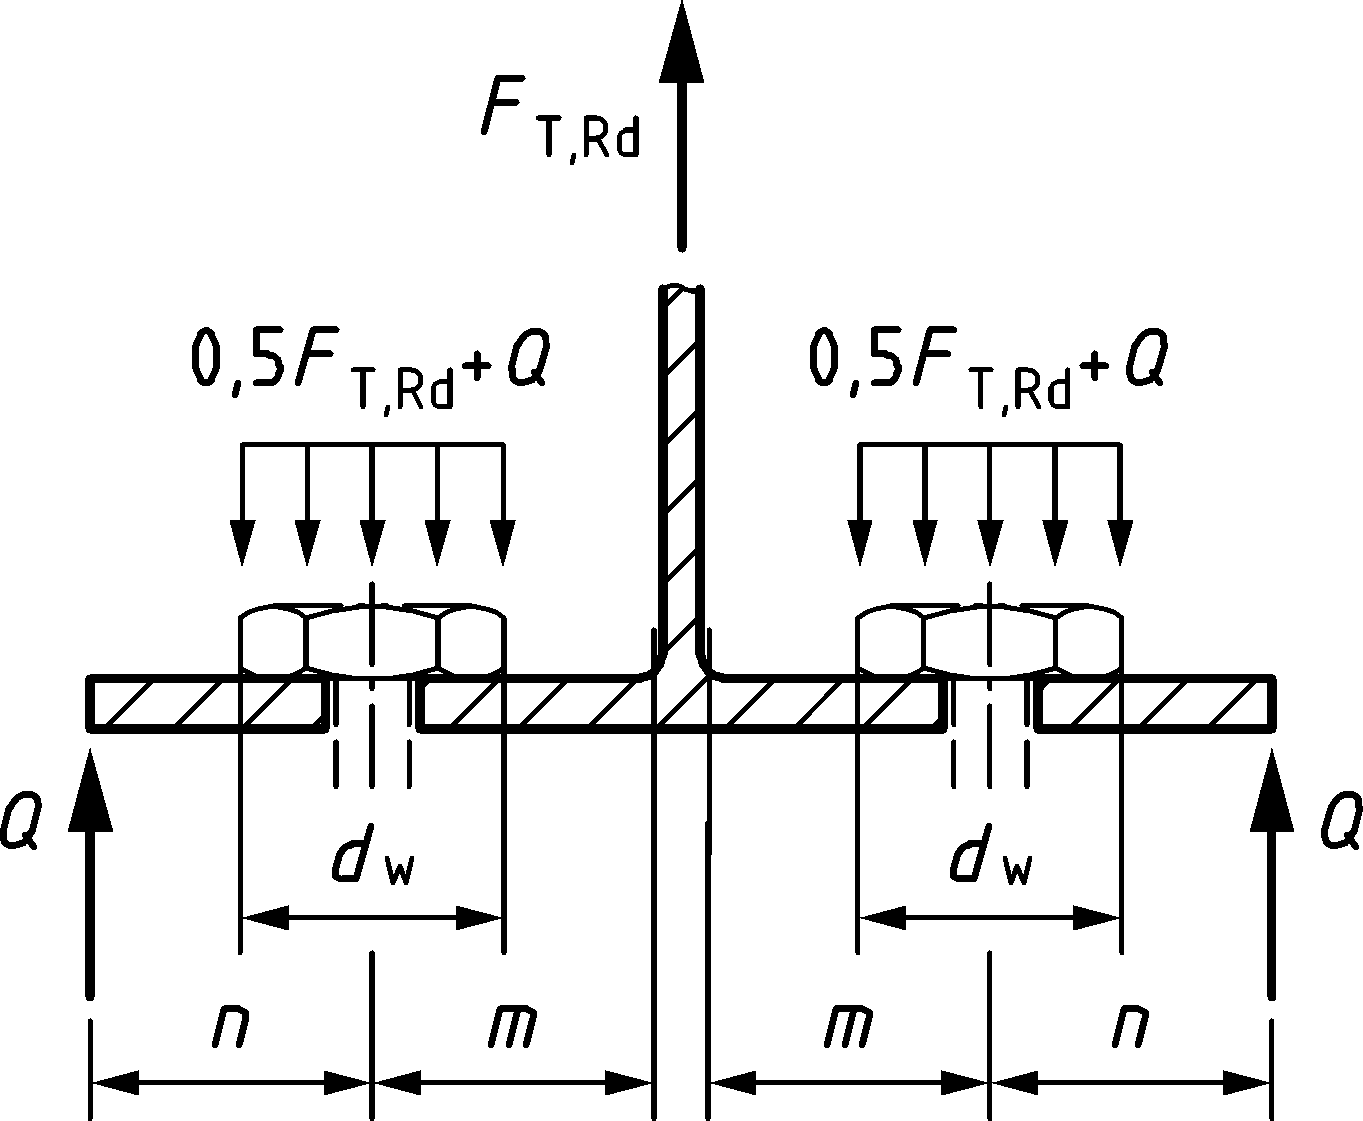 F T,Rd
0,5F T,Rd + Q 0,5F T,Rd + Q
Q d w d w Q
n m m n